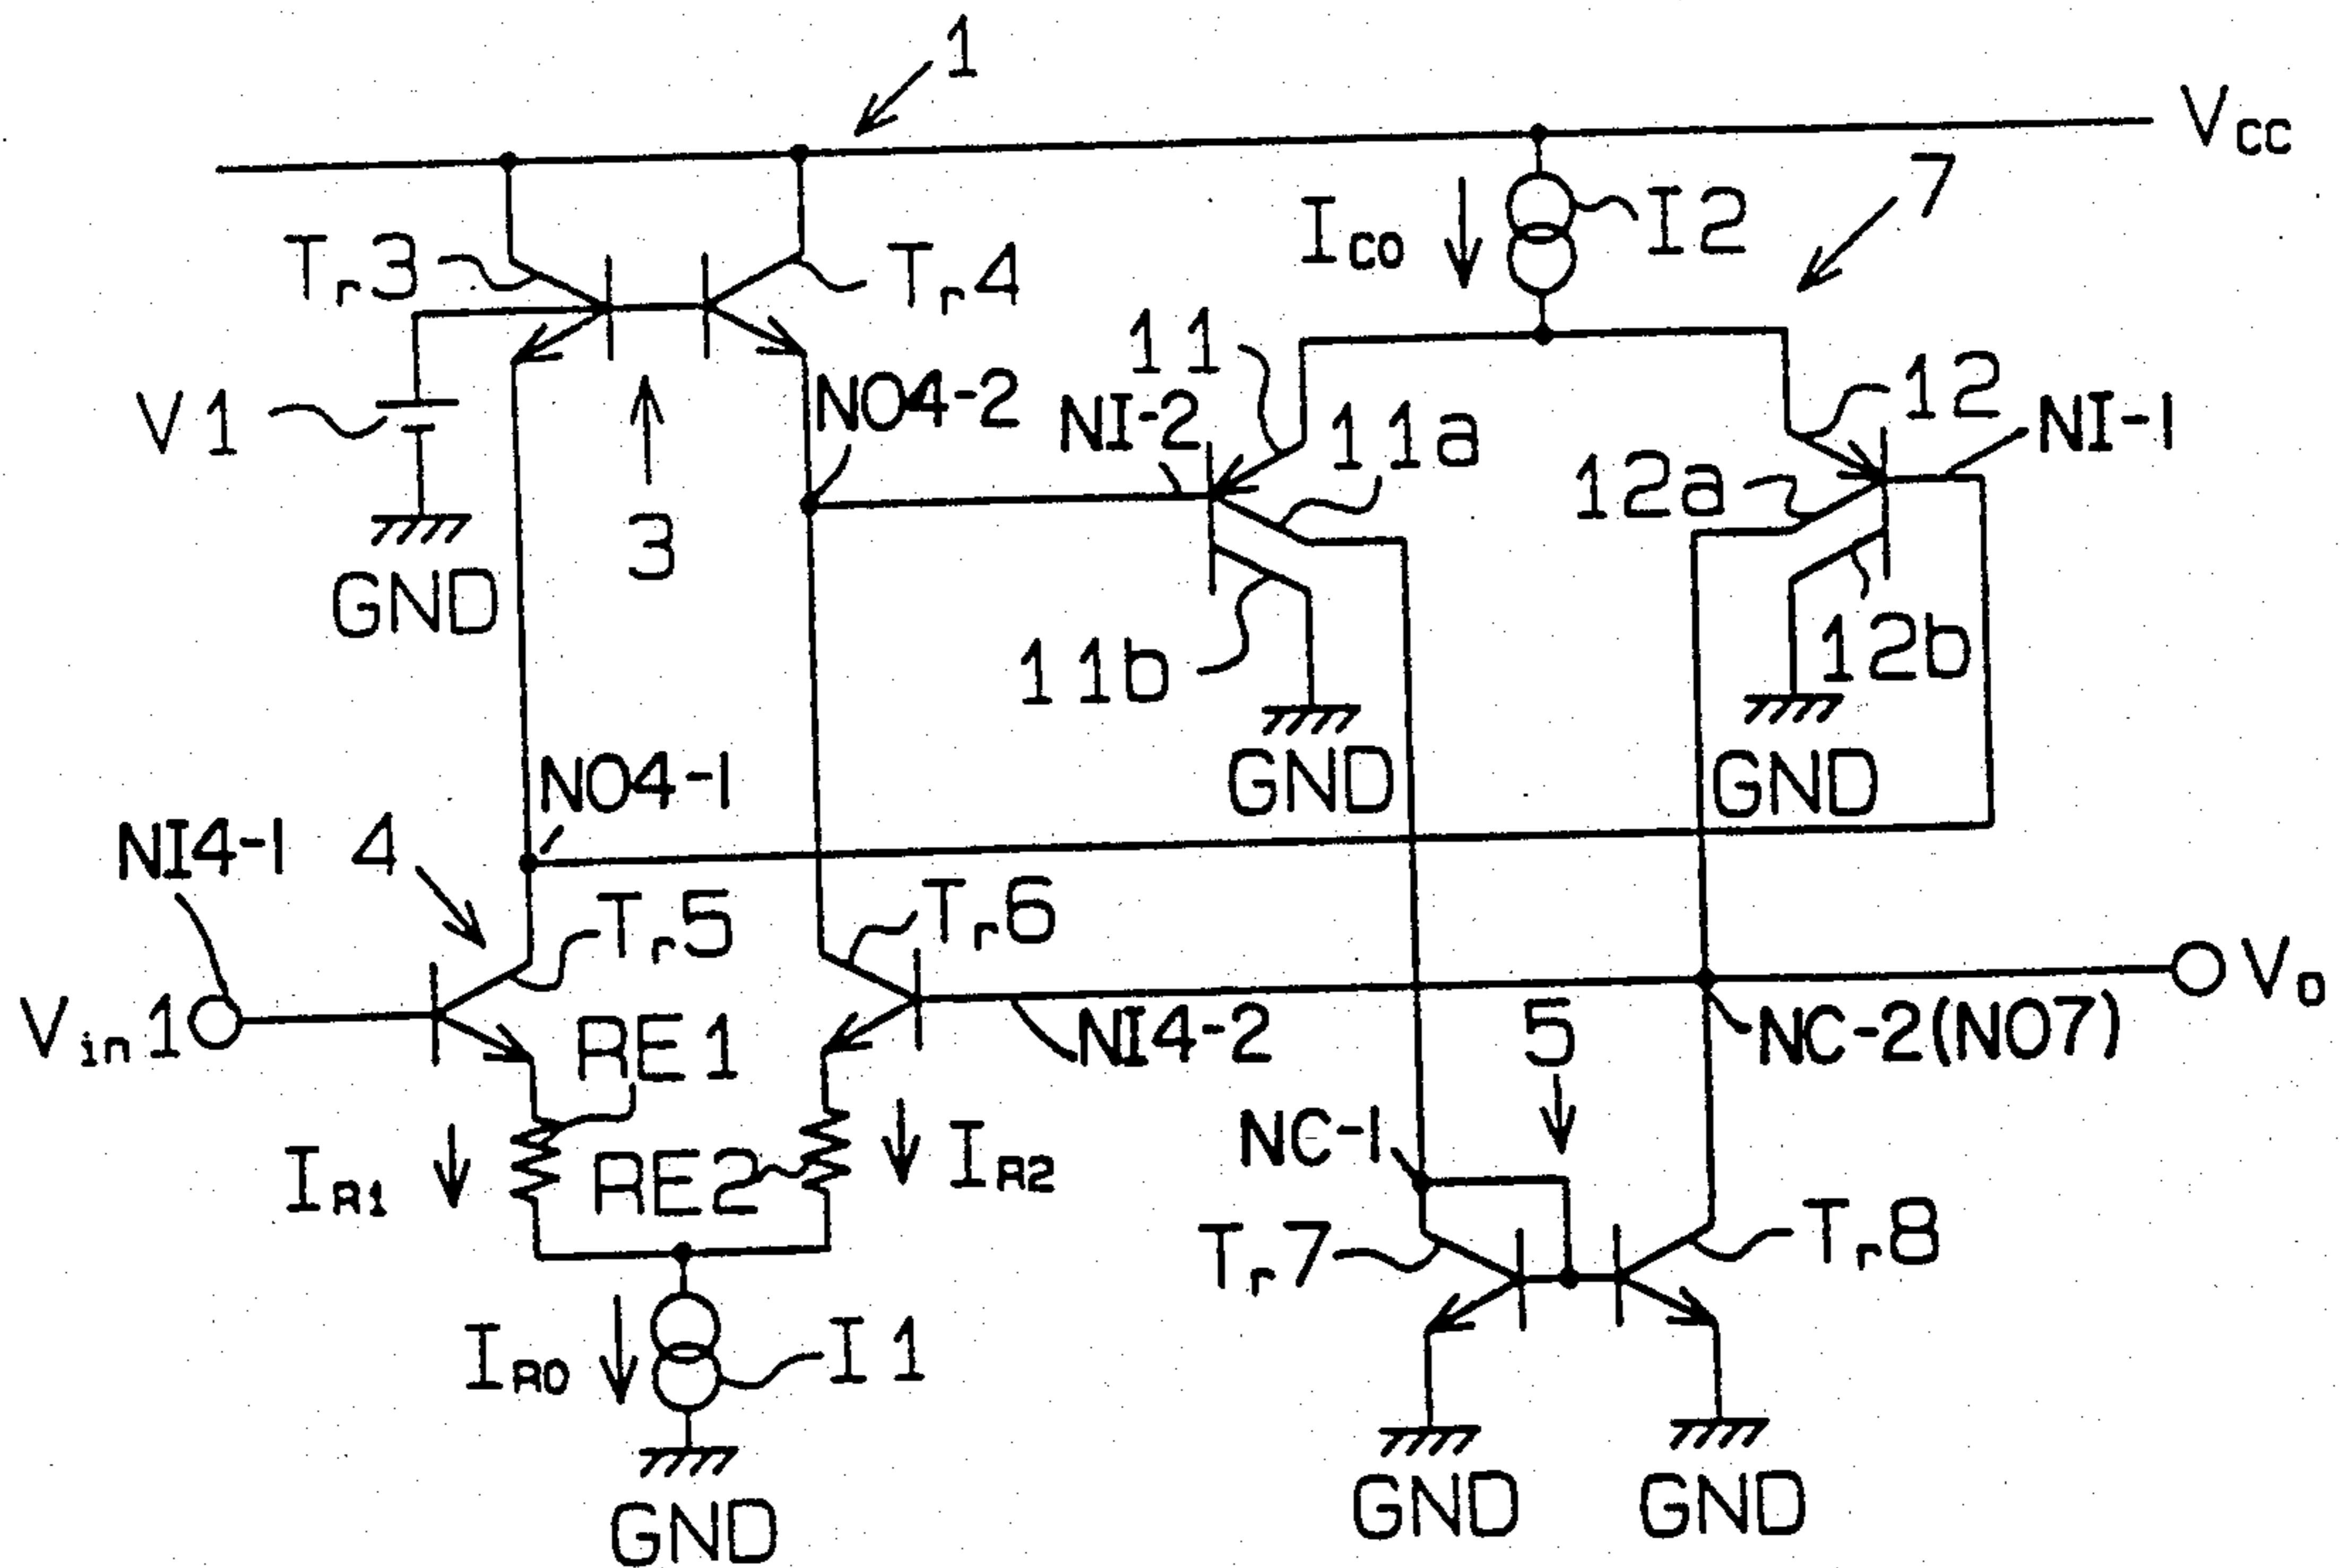 1
Vcc
7
Tr3
Tr4
Ico
I2
11
12
V1
NO4-2
NI-2
11a
12a
NI-1
3
GND
11b
12b
GND
GND
NO4-1
NI4-1
4
Tr5
Tr6
Vin1
RE1
NI4-2
5
NC-2(NO7)
Vo
IR1
RE2
IR2
NC-1
Tr7
Tr8
IR0
I1
GND
GND
GND